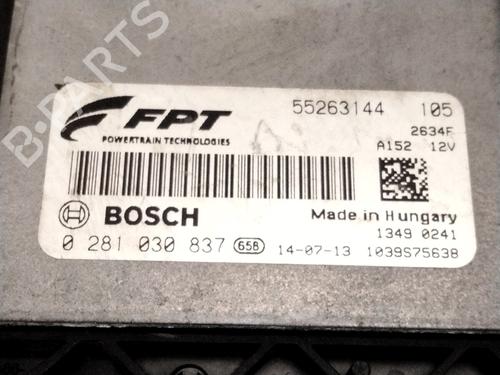 FPT
POWERTRAIN TECHNOLOGIES
55263144 105
2634F
A152 12V
BOSCH
Made in Hungary
0 281 030 837 65B
14-07-13
1349 0241
1039S75638
B-PARTS